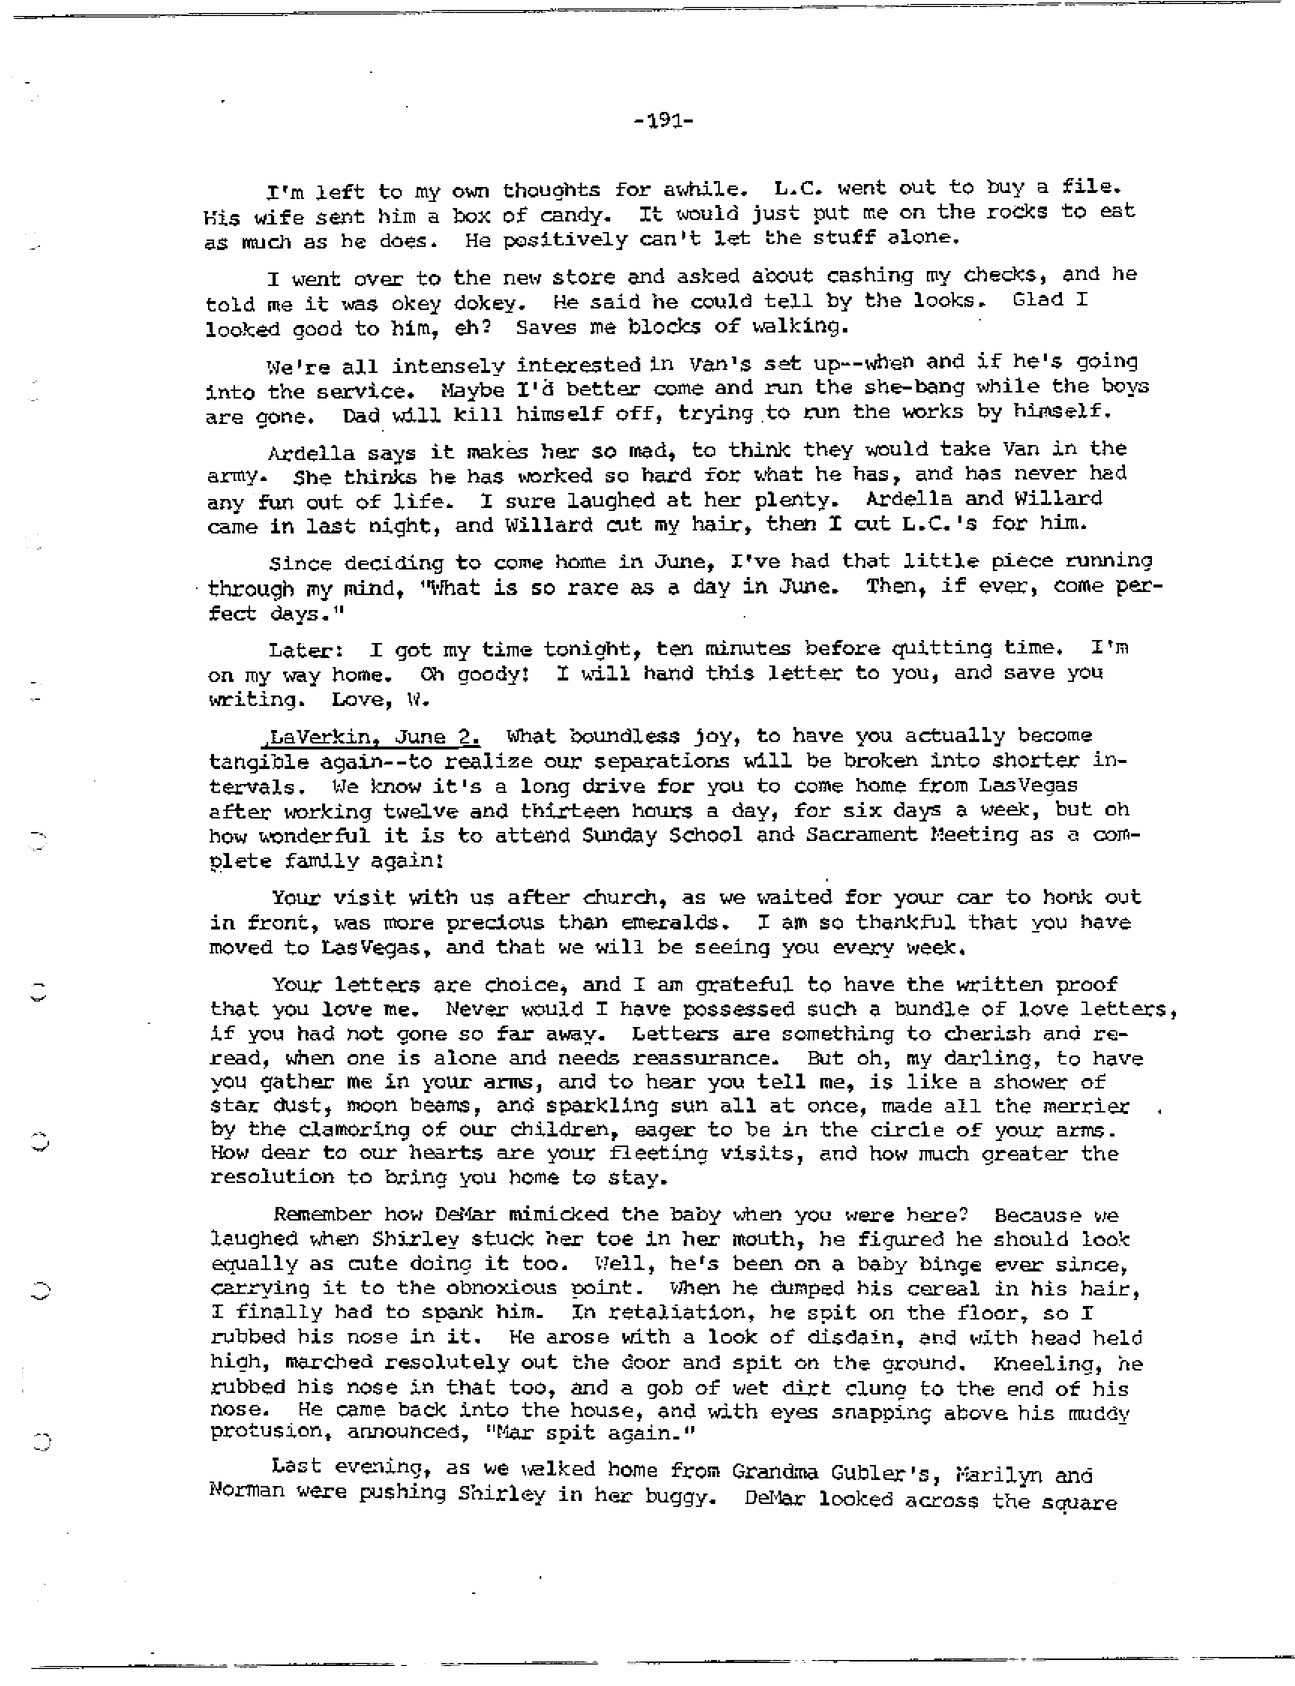 -191-
I'm left to my own thoughts for awhile. L.C. went out to buy a file.
His wife sent him a box of candy. It would just put me on the rocks to eat
as much as he does. He positively can't let the stuff alone.
I went over to the new store and asked about cashing my checks, and he
told me it was okey dokey. He said he could tell by the looks. Glad I
looked good to him, eh? Saves me blocks of walking.
We're all intensely interested in Van's set up--when and if he's going
into the service. Maybe I'd better come and run the she-bang while the boys
are gone. Dad will kill himself off, trying to run the works by himself.
Ardella says it makes her so mad, to think they would take Van in the
army. She thinks he has worked so hard for what he has, and has never had
any fun out of life. I sure laughed at her plenty. Ardella and Willard
came in last night, and Willard cut my hair, then I cut L.C.'s for him.
Since deciding to come home in June, I've had that little piece running
through my mind, "What is so rare as a day in June. Then, if ever, come per-
fect days."
Later: I got my time tonight, ten minutes before quitting time. I'm
on my way home. Oh goody! I will hand this letter to you, and save you
writing. Love, W.
LaVerkin, June 2. What boundless joy, to have you actually become
tangible again--to realize our separations will be broken into shorter in-
tervals. We know it's a long drive for you to come home from LasVegas
after working twelve and thirteen hours a day, for six days a week, but oh
how wonderful it is to attend Sunday School and Sacrament Meeting as a com-
plete family again!
Your visit with us after church, as we waited for your car to honk out
in front, was more precious than emeralds. I am so thankful that you have
moved to LasVegas, and that we will be seeing you every week.
Your letters are choice, and I am grateful to have the written proof
that you love me. Never would I have possessed such a bundle of love letters,
if you had not gone so far away. Letters are something to cherish and re-
read, when one is alone and needs reassurance. But oh, my darling, to have
you gather me in your arms, and to hear you tell me, is like a shower of
star dust, moon beams, and sparkling sun all at once, made all the merrier
by the clamoring of our children, eager to be in the circle of your arms.
How dear to our hearts are your fleeting visits, and how much greater the
resolution to bring you home to stay.
Remember how DeMar mimicked the baby when you were here? Because we
laughed when Shirley stuck her toe in her mouth, he figured he should look
equally as cute doing it too. Well, he's been on a baby binge ever since,
carrying it to the obnoxious point. When he dumped his cereal in his hair,
I finally had to spank him. In retaliation, he spit on the floor, so I
rubbed his nose in it. He arose with a look of disdain, and with head held
high, marched resolutely out the door and spit on the ground. Kneeling, he
rubbed his nose in that too, and a gob of wet dirt clung to the end of his
nose. He came back into the house, and with eyes snapping above his muddy
protusion, announced, "Mar spit again."
Last evening, as we walked home from Grandma Gubler's, Marilyn and
Norman were pushing Shirley in her buggy. DeMar looked across the square